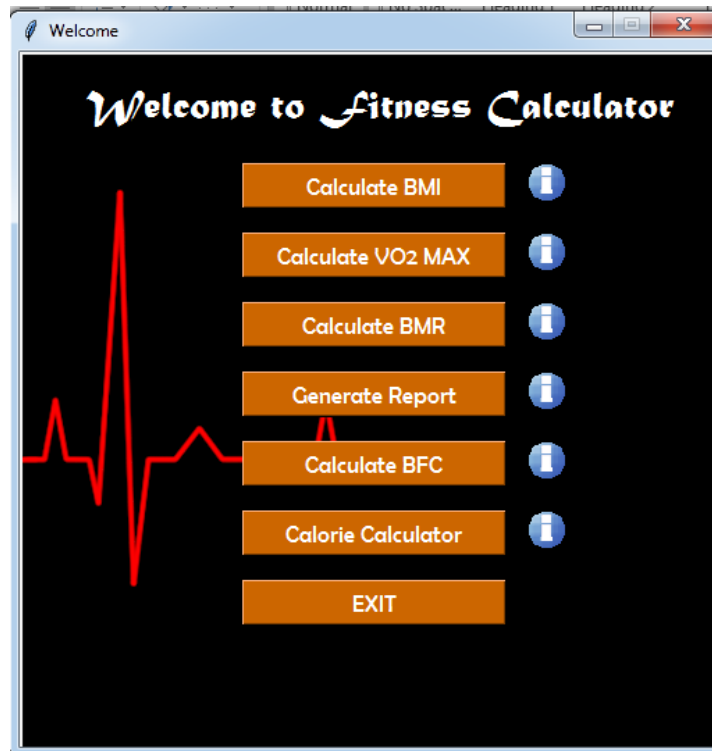 Welcome
Welcome to Fitness Calculator
Calculate BMI
i
Calculate VO2 MAX
i
Calculate BMR
i
Generate Report
i
Calculate BFC
i
Calorie Calculator
i
EXIT